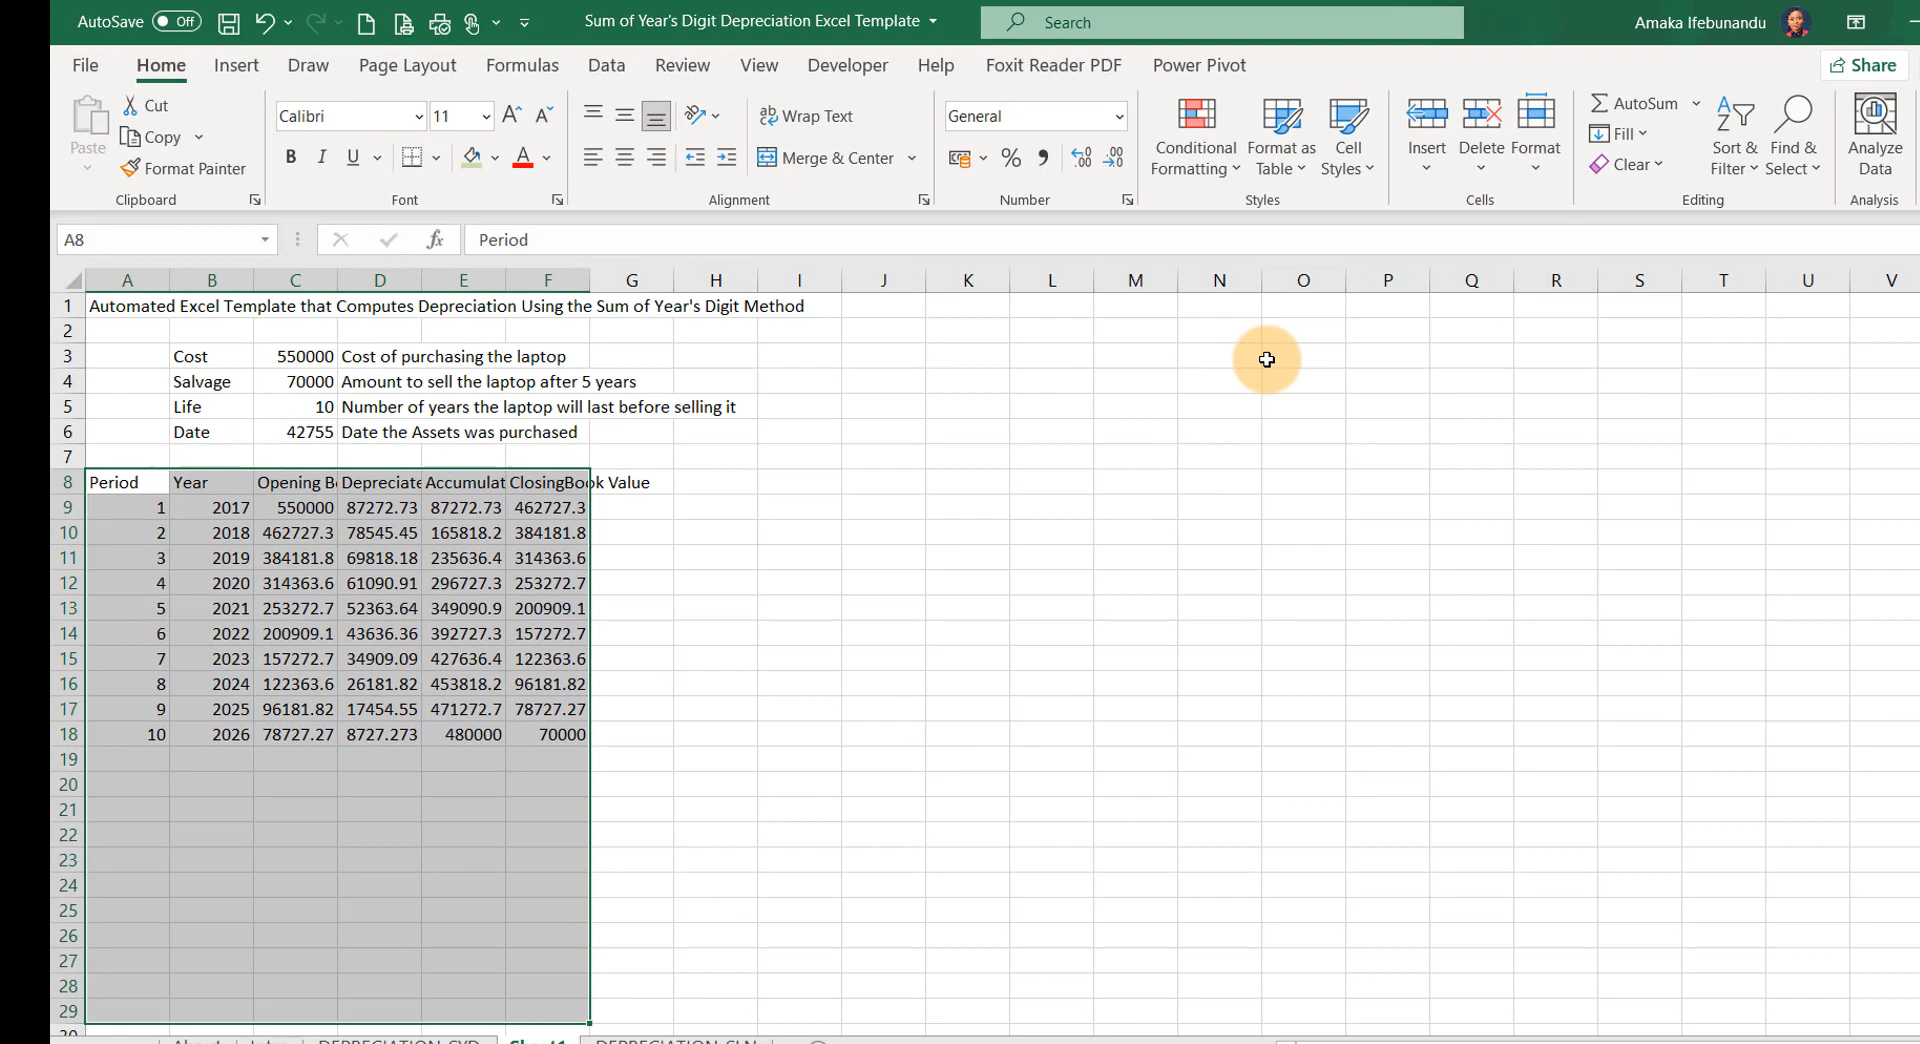 AutoSave Off Sum of Year's Digit Depreciation Excel Template Search Amaka Ifebunandu
File Home Insert Draw Page Layout Formulas Data Review View Developer Help Foxit Reader PDF Power Pivot Share
Paste Cut Copy Format Painter Clipboard
Calibri 11 B I U A Font
ab Wrap Text Merge & Center Alignment
General % Number
Conditional Formatting Format as Table Cell Styles Styles
Insert Delete Format Cells
AutoSum Fill Clear Sort & Filter Find & Select Editing
Analyze Data Analysis
A8 fx Period
A B C D E F G H I J K L M N O P Q R S T U V
1 Automated Excel Template that Computes Depreciation Using the Sum of Year's Digit Method
2
3 Cost 550000 Cost of purchasing the laptop
4 Salvage 70000 Amount to sell the laptop after 5 years
5 Life 10 Number of years the laptop will last before selling it
6 Date 42755 Date the Assets was purchased
7
8 Period Year Opening Depreciate Accumulat ClosingBook Value
9 1 2017 550000 87272.73 87272.73 462727.3
10 2 2018 462727.3 78545.45 165818.2 384181.8
11 3 2019 384181.8 69818.18 235636.4 314363.6
12 4 2020 314363.6 61090.91 296727.3 253272.7
13 5 2021 253272.7 52363.64 349090.9 200909.1
14 6 2022 200909.1 43636.36 392727.3 157272.7
15 7 2023 157272.7 34909.09 427636.4 122363.6
16 8 2024 122363.6 26181.82 453818.2 96181.82
17 9 2025 96181.82 17454.55 471272.7 78727.27
18 10 2026 78727.27 8727.273 480000 70000
19
20
21
22
23
24
25
26
27
28
29